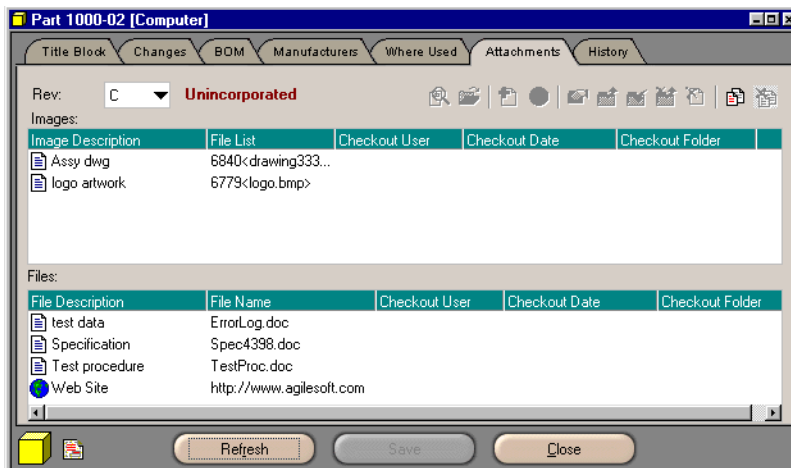 Part 1000-02 [Computer]
Title Block Changes BOM Manufacturers Where Used Attachments History
Rev: C Unincorporated
Images:
Image Description File List Checkout User Checkout Date Checkout Folder
Assy dwg 6840<drawing333...
logo artwork 6779<logo.bmp>
Files:
File Description File Name Checkout User Checkout Date Checkout Folder
test data ErrorLog.doc
Specification Spec4398.doc
Test procedure TestProc.doc
Web Site http://www.agilesoft.com
Refresh Save Close